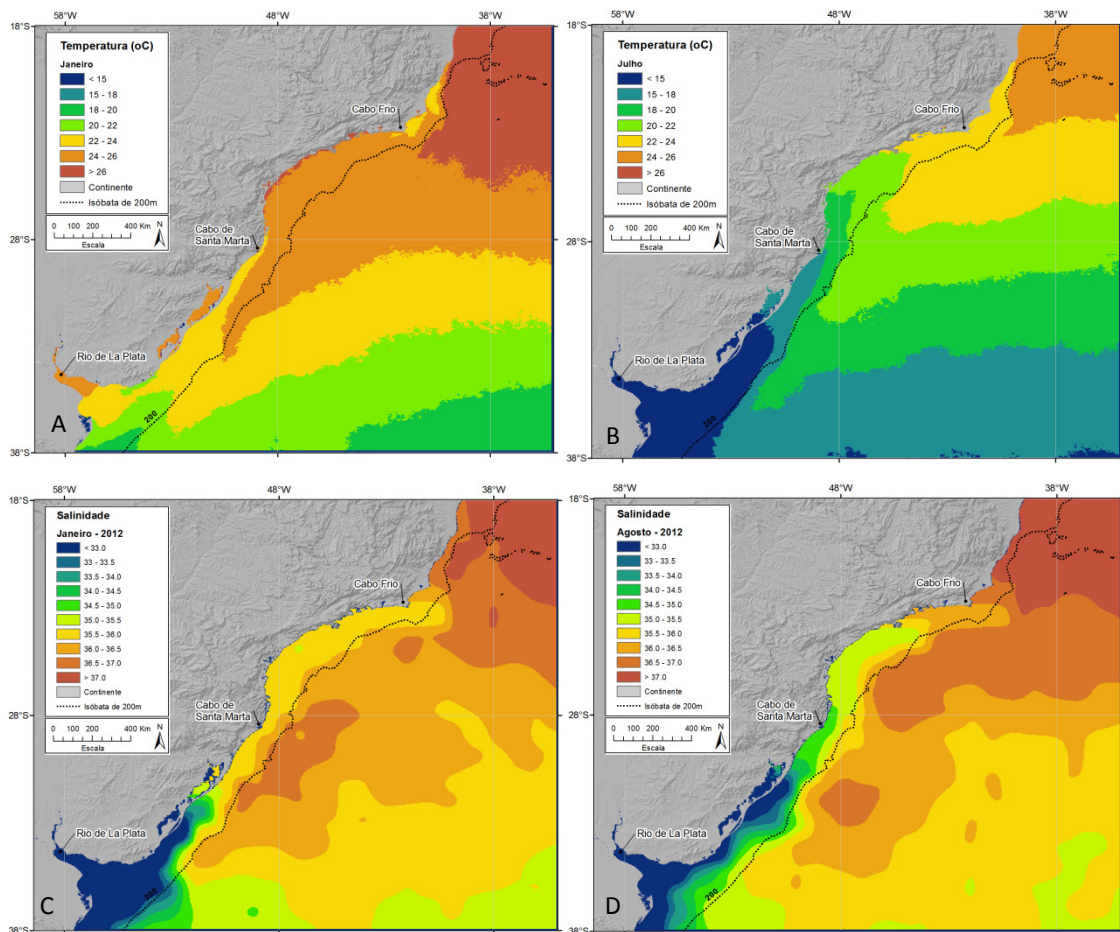 58°W 48°W 38°W
18°S
Temperatura (oC)
Janeiro
< 15
15 - 18
18 - 20
20 - 22
22 - 24
24 - 26
> 26
Continente
Isóbata de 200m
0 100 200 400 Km
Escala
N
Cabo Frio
28°S
Cabo de
Santa Marta
Rio de La Plata
200
A
38°S
58°W 48°W 38°W
18°S
Temperatura (oC)
Julho
< 15
15 - 18
18 - 20
20 - 22
22 - 24
24 - 26
> 26
Continente
Isóbata de 200m
0 100 200 400 Km
Escala
N
Cabo Frio
28°S
Cabo de
Santa Marta
Rio de La Plata
200
B
38°S
58°W 48°W 38°W
18°S
Salinidade
Janeiro - 2012
< 33.0
33 - 33.5
33.5 - 34.0
34.0 - 34.5
34.5 - 35.0
35.0 - 35.5
35.5 - 36.0
36.0 - 36.5
36.5 - 37.0
> 37.0
Continente
Isóbata de 200m
0 100 200 400 Km
Escala
N
Cabo Frio
28°S
Cabo de
Santa Marta
Rio de La Plata
200
C
38°S
58°W 48°W 38°W
18°S
Salinidade
Agosto - 2012
< 33.0
33 - 33.5
33.5 - 34.0
34.0 - 34.5
34.5 - 35.0
35.0 - 35.5
35.5 - 36.0
36.0 - 36.5
36.5 - 37.0
> 37.0
Continente
Isóbata de 200m
0 100 200 400 Km
Escala
N
Cabo Frio
28°S
Cabo de
Santa Marta
Rio de La Plata
200
D
38°S